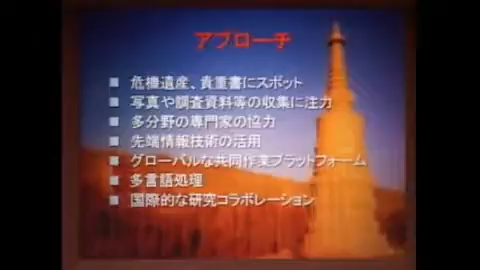 アプローチ
■ 危機遺産、貴重書にスポット
■ 写真や調査資料等の収集に注力
■ 多分野の専門家の協力
■ 先端情報技術の活用
■ グローバルな共同作業プラットフォーム
■ 多言語処理
■ 国際的な研究コラボレーション